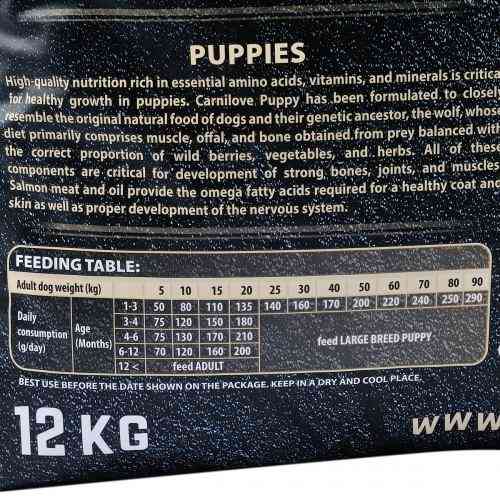 PUPPIES
High-quality nutrition rich in essential amino acids, vitamins, and minerals is critical
for healthy growth in puppies. Carnilove Puppy has been formulated to closely
resemble the original natural food of dogs and their genetic ancestor, the wolf, whose
diet primarily comprises muscle, offal, and bone obtained from prey balanced with
the correct proportion of wild berries, vegetables, and herbs. All of these
components are critical for development of strong bones, joints, and muscles.
Salmon meat and oil provide the omega fatty acids required for a healthy coat and
skin as well as proper development of the nervous system.
FEEDING TABLE:
Adult dog weight (kg) 5 10 15 20 25 30 40 50 60 70 80 90
Daily consumption (g/day) Age (Months) 1-3 50 80 110 135 140 160 170 200 220 240 250 290
3-4 75 120 150 180 feed LARGE BREED PUPPY
4-6 75 130 170 210
6-12 70 120 160 200
12 < feed ADULT
BEST USE BEFORE THE DATE SHOWN ON THE PACKAGE. KEEP IN A DRY AND COOL PLACE.
12 KG
www.